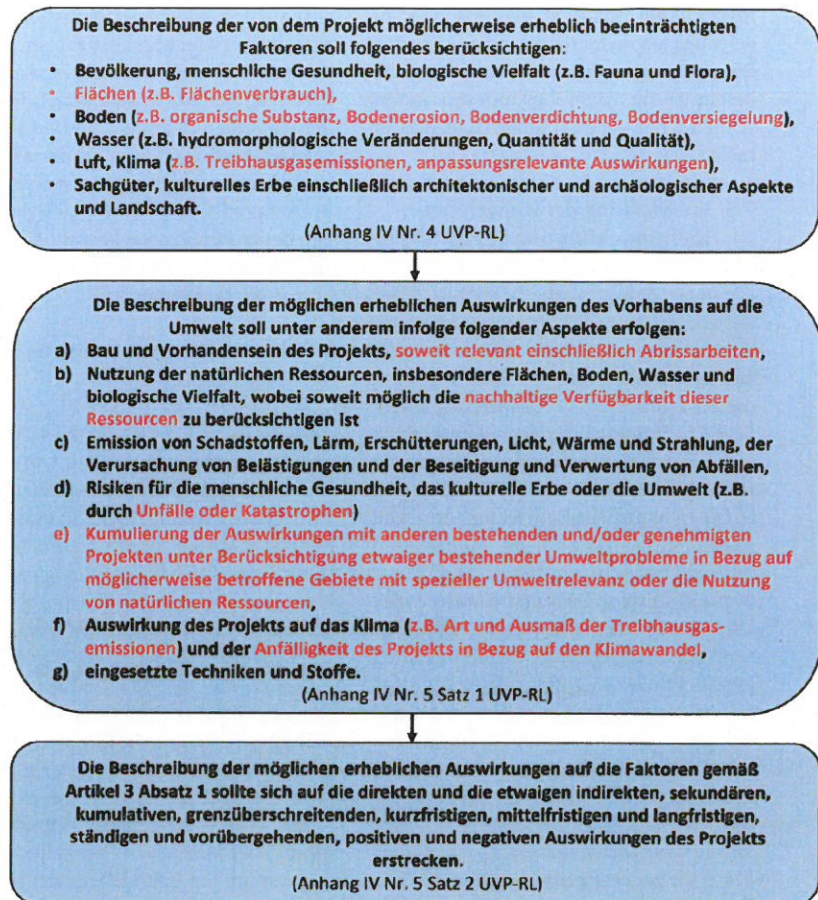 Die Beschreibung der von dem Projekt möglicherweise erheblich beeinträchtigten
Faktoren soll folgendes berücksichtigen:
• Bevölkerung, menschliche Gesundheit, biologische Vielfalt (z.B. Fauna und Flora),
• Flächen (z.B. Flächenverbrauch),
• Boden (z.B. organische Substanz, Bodenerosion, Bodenverdichtung, Bodenversiegelung),
• Wasser (z.B. hydromorphologische Veränderungen, Quantität und Qualität),
• Luft, Klima (z.B. Treibhausgasemissionen, anpassungsrelevante Auswirkungen),
• Sachgüter, kulturelles Erbe einschließlich architektonischer und archäologischer Aspekte
und Landschaft.
(Anhang IV Nr. 4 UVP-RL)
Die Beschreibung der möglichen erheblichen Auswirkungen des Vorhabens auf die
Umwelt soll unter anderem infolge folgender Aspekte erfolgen:
a) Bau und Vorhandensein des Projekts, soweit relevant einschließlich Abrissarbeiten,
b) Nutzung der natürlichen Ressourcen, insbesondere Flächen, Boden, Wasser und
biologische Vielfalt, wobei soweit möglich die nachhaltige Verfügbarkeit dieser
Ressourcen zu berücksichtigen ist
c) Emission von Schadstoffen, Lärm, Erschütterungen, Licht, Wärme und Strahlung, der
Verursachung von Belästigungen und der Beseitigung und Verwertung von Abfällen,
d) Risiken für die menschliche Gesundheit, das kulturelle Erbe oder die Umwelt (z.B.
durch Unfälle oder Katastrophen)
e) Kumulierung der Auswirkungen mit anderen bestehenden und/oder genehmigten
Projekten unter Berücksichtigung etwaiger bestehender Umweltprobleme in Bezug auf
möglicherweise betroffene Gebiete mit spezieller Umweltrelevanz oder die Nutzung
von natürlichen Ressourcen,
f) Auswirkung des Projekts auf das Klima (z.B. Art und Ausmaß der Treibhausgas-
emissionen) und der Anfälligkeit des Projekts in Bezug auf den Klimawandel,
g) eingesetzte Techniken und Stoffe.
(Anhang IV Nr. 5 Satz 1 UVP-RL)
Die Beschreibung der möglichen erheblichen Auswirkungen auf die Faktoren gemäß
Artikel 3 Absatz 1 sollte sich auf die direkten und die etwaigen indirekten, sekundären,
kumulativen, grenzüberschreitenden, kurzfristigen, mittelfristigen und langfristigen,
ständigen und vorübergehenden, positiven und negativen Auswirkungen des Projekts
erstrecken.
(Anhang IV Nr. 5 Satz 2 UVP-RL)